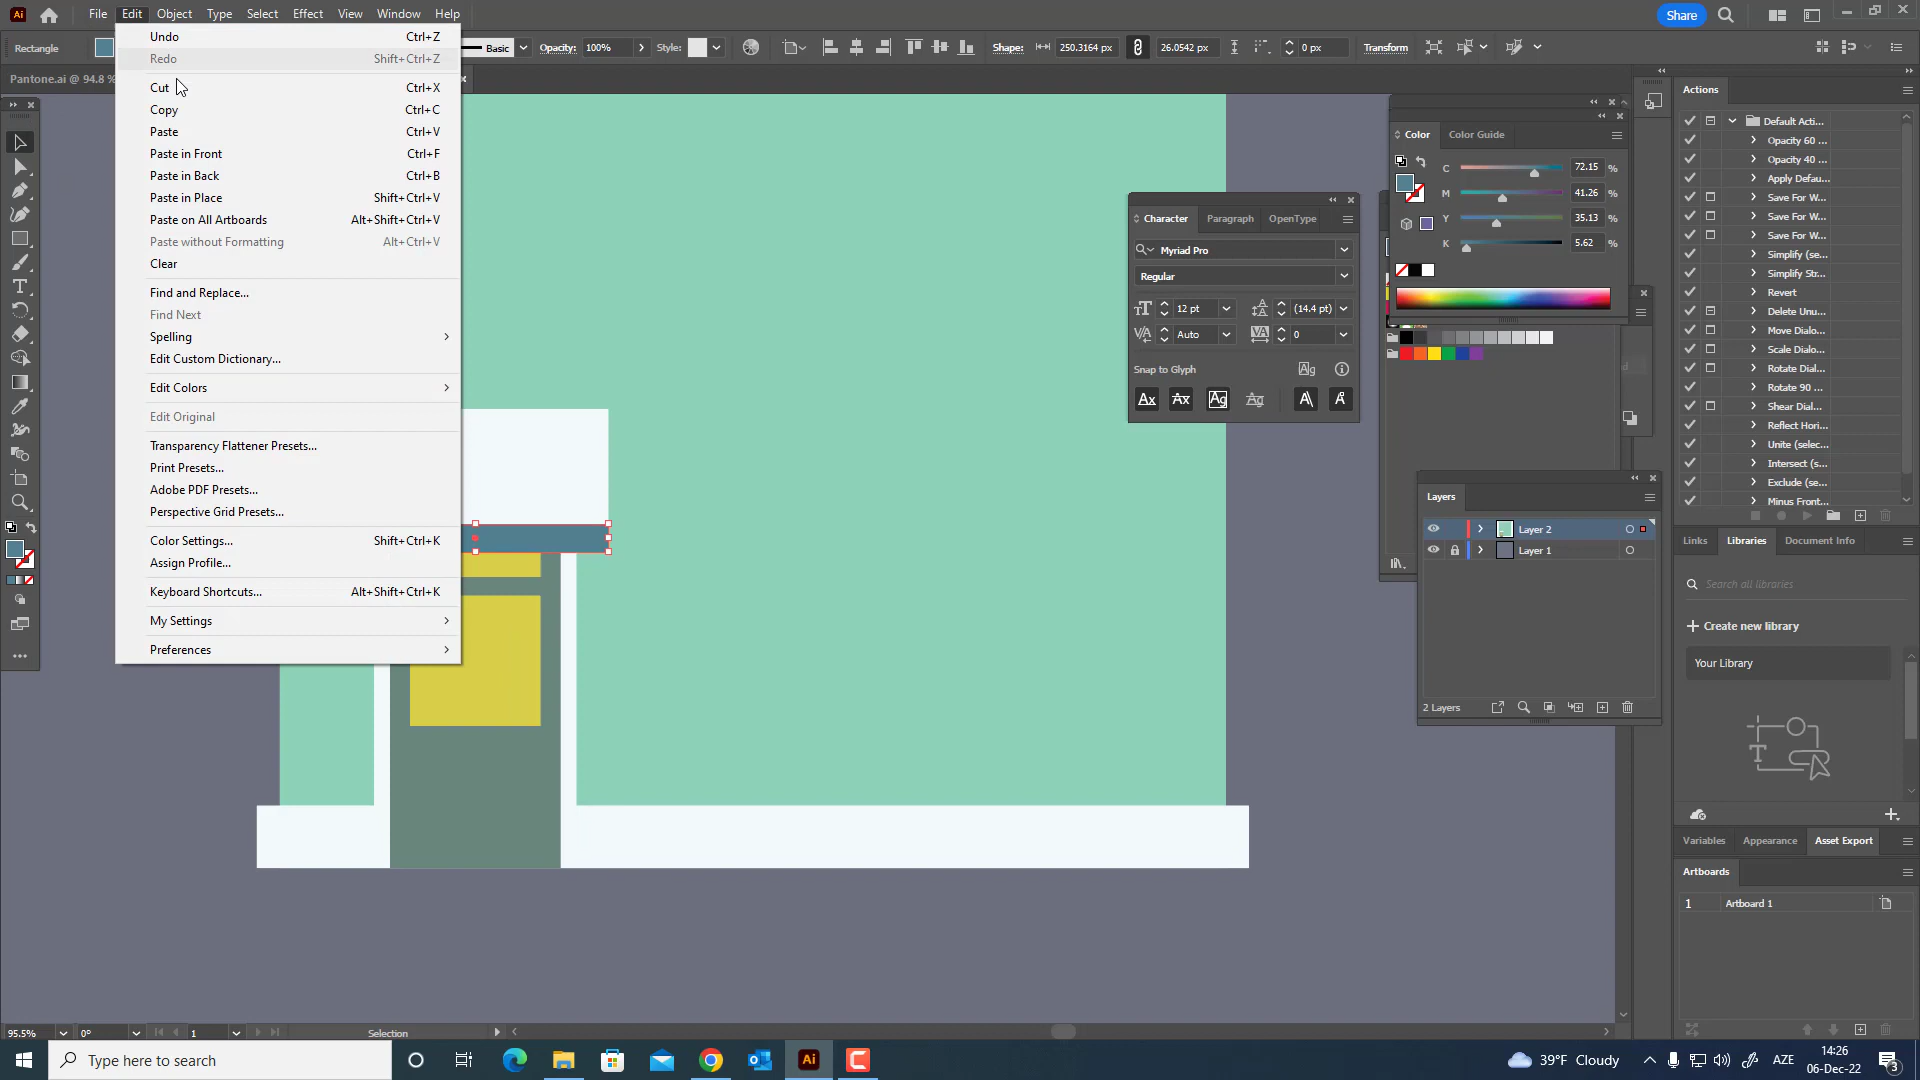 Ai File Edit Object Type Select Effect View Window Help Share
Rectangle Basic Opacity: 100% Style: Shape: 250.3164 px 26.0542 px 0 px Transform
Pantone.ai @ 94.8 %
Undo Ctrl+Z
Redo Shift+Ctrl+Z
Cut Ctrl+X
Copy Ctrl+C
Paste Ctrl+V
Paste in Front Ctrl+F
Paste in Back Ctrl+B
Paste in Place Shift+Ctrl+V
Paste on All Artboards Alt+Shift+Ctrl+V
Paste without Formatting Alt+Ctrl+V
Clear
Find and Replace...
Find Next
Spelling
Edit Custom Dictionary...
Edit Colors
Edit Original
Transparency Flattener Presets...
Print Presets...
Adobe PDF Presets...
Perspective Grid Presets...
Color Settings... Shift+Ctrl+K
Assign Profile...
Keyboard Shortcuts... Alt+Shift+Ctrl+K
My Settings
Preferences
Character Paragraph OpenType
Myriad Pro
Regular
12 pt (14.4 pt)
Auto 0
Snap to Glyph
Color Color Guide
C 72.15 %
M 41.26 %
Y 35.13 %
K 5.62 %
Layers
Layer 2
Layer 1
2 Layers
Actions
Default Acti...
Opacity 60 ...
Opacity 40 ...
Apply Defau...
Save For W...
Save For W...
Save For W...
Simplify (se...
Simplify Str...
Revert
Delete Unu...
Move Dialo...
Scale Dialo...
Rotate Dial...
Rotate 90 ...
Shear Dial...
Reflect Hori...
Unite (selec...
Intersect (s...
Exclude (se...
Minus Front...
Links Libraries Document Info
Search all libraries
Create new library
Your Library
Variables Appearance Asset Export
Artboards
1 Artboard 1
95.5% 0° 1 Selection
Type here to search
Ai
39°F Cloudy AZE
14:26
06-Dec-22
3